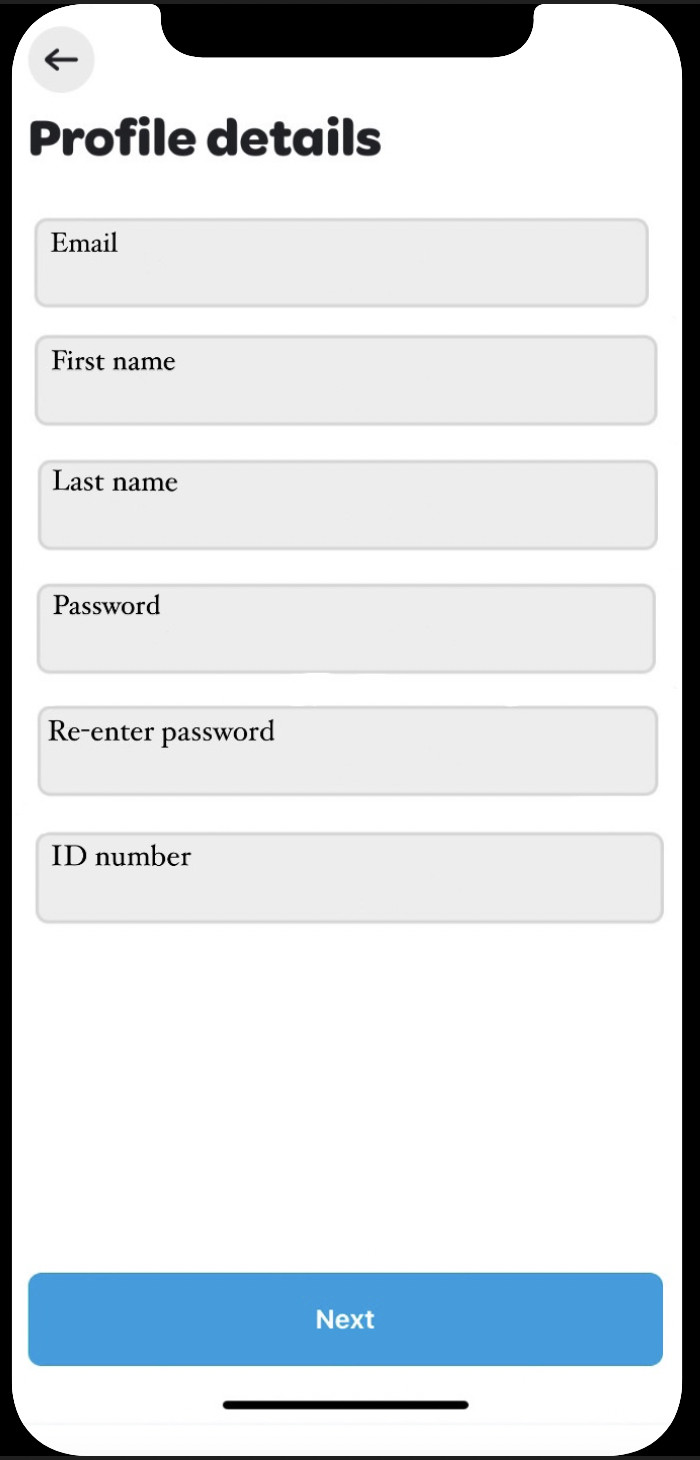 Profile details
Email
First name
Last name
Password
Re-enter password
ID number
Next